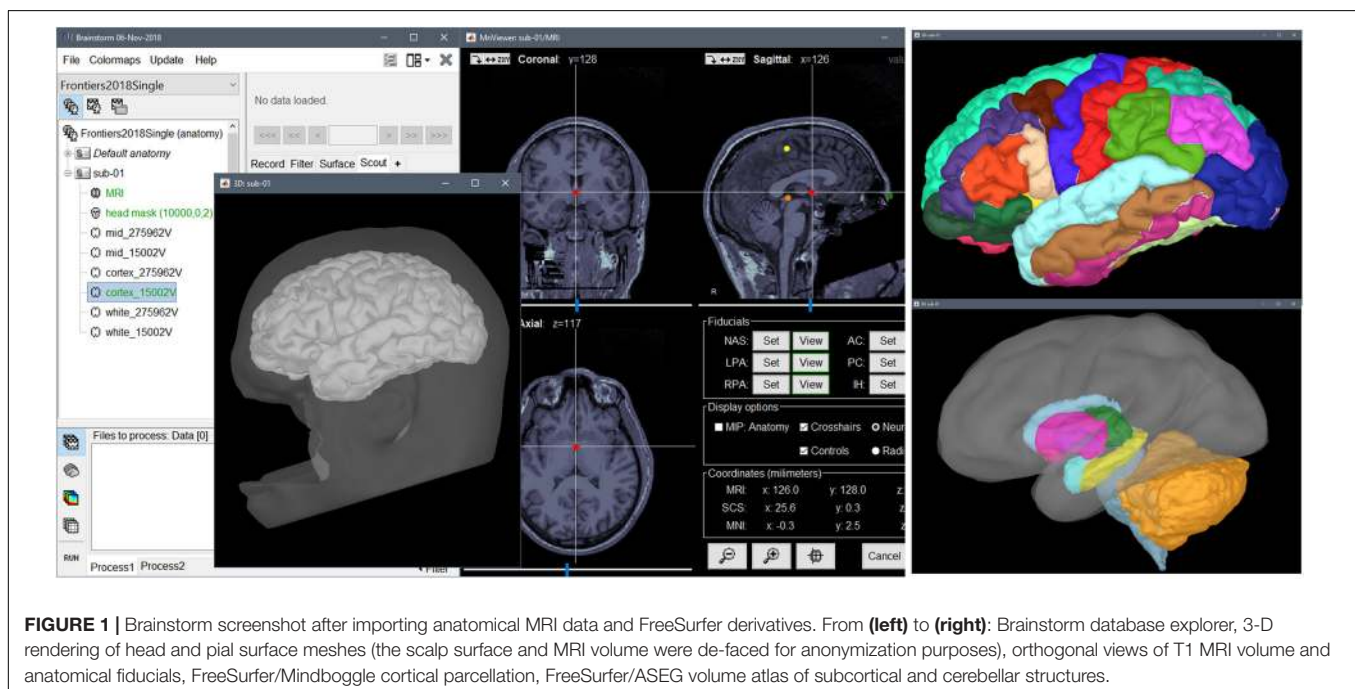 Brainstorm 06-Nov-2018
File Colormaps Update Help
Frontiers2018Single
No data loaded.
<<< << < > >> >>>
Frontiers2018Single (anatomy)
Default anatomy
sub-01
MRI
head mask (10000,0,2)
mid_275962V
mid_15002V
cortex_275962V
cortex_15002V
white_275962V
white_15002V
Record Filter Surface Scout +
Files to process: Data [0]
RUN
Process1 Process2
Filter
3D: sub-01
MriViewer: sub-01/MRI
Coronal: y=128
Sagittal: x=126
R
Axial: z=117
Fiducials
NAS: Set View AC: Set
LPA: Set View PC: Set
RPA: Set View IH: Set
Display options
MIP: Anatomy Crosshairs Neur
Controls Radi
Coordinates (milimeters)
MRI: x: 126.0 y: 128.0 z:
SCS: x: 25.6 y: 0.3 z
MNI: x: -0.3 y: 2.5 z
Cancel
FIGURE 1 | Brainstorm screenshot after importing anatomical MRI data and FreeSurfer derivatives. From (left) to (right): Brainstorm database explorer, 3-D
rendering of head and pial surface meshes (the scalp surface and MRI volume were de-faced for anonymization purposes), orthogonal views of T1 MRI volume and
anatomical fiducials, FreeSurfer/Mindboggle cortical parcellation, FreeSurfer/ASEG volume atlas of subcortical and cerebellar structures.